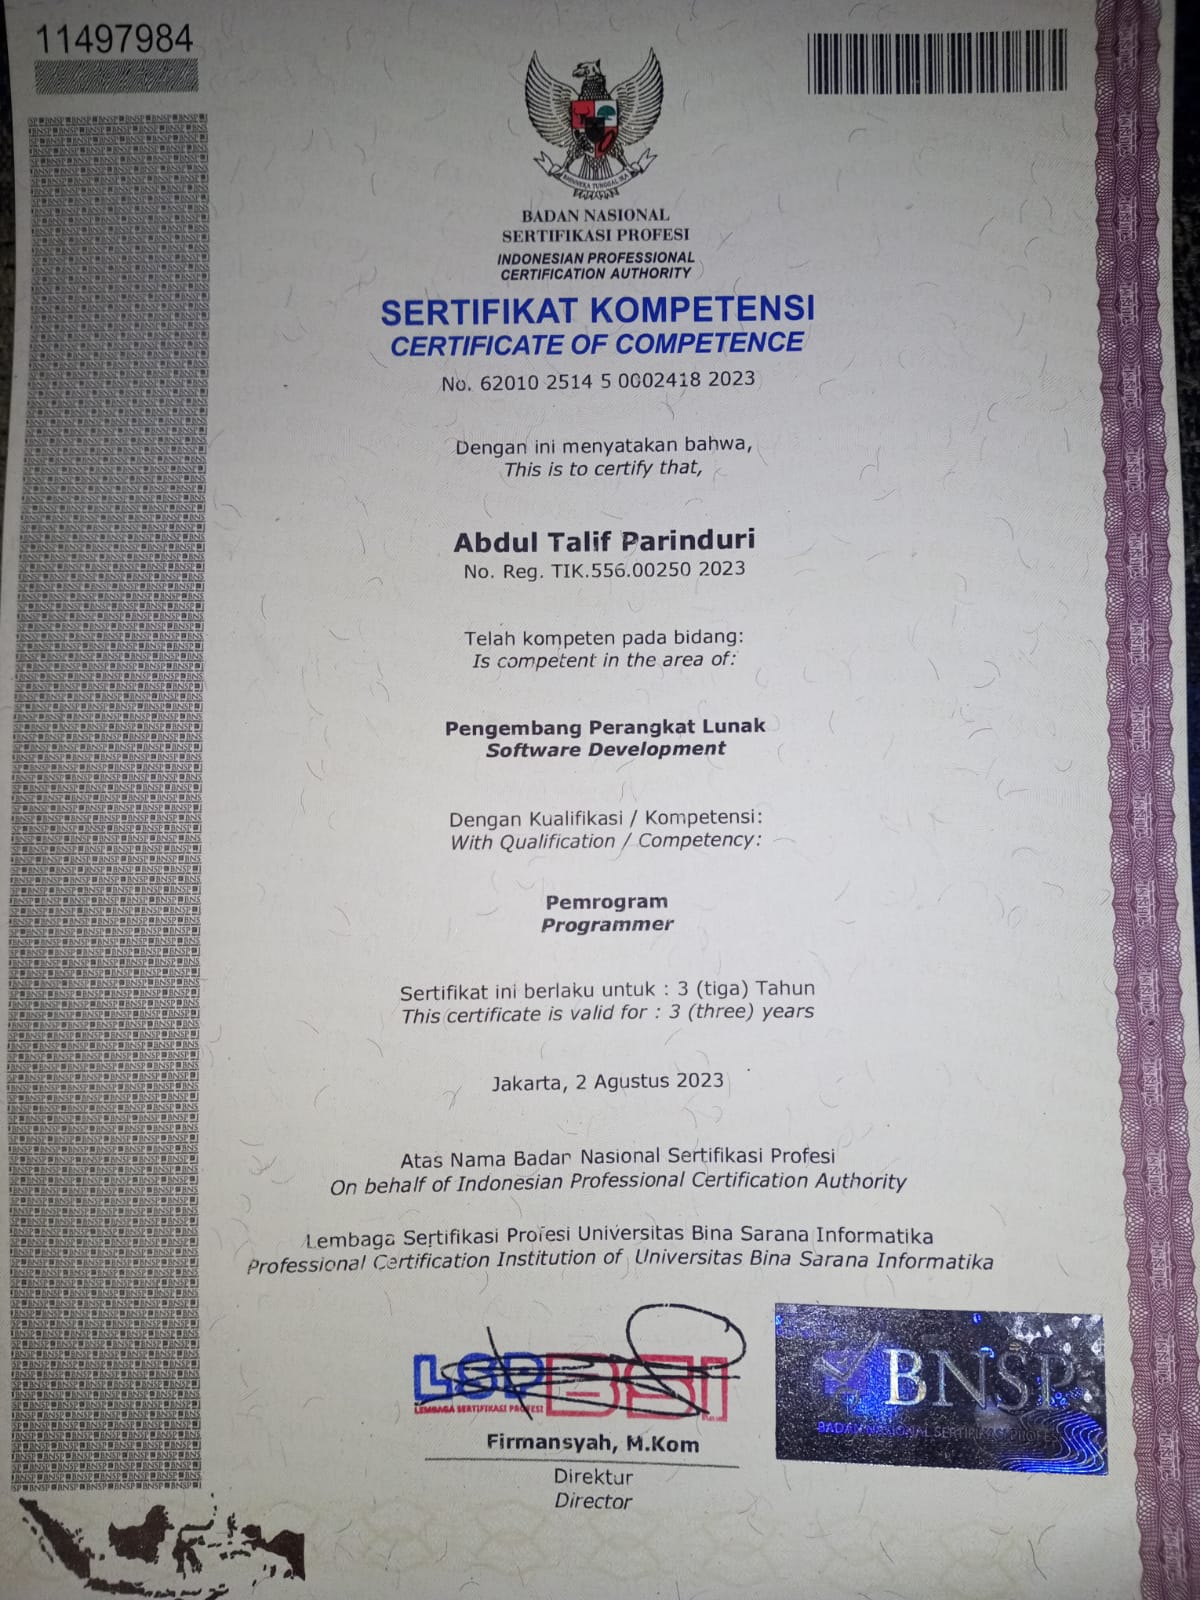 11497984
BHINNEKA TUNGGAL IKA
BADAN NASIONAL
SERTIFIKASI PROFESI
INDONESIAN PROFESSIONAL
CERTIFICATION AUTHORITY
SERTIFIKAT KOMPETENSI
CERTIFICATE OF COMPETENCE
No. 62010 2514 5 0002418 2023
Dengan ini menyatakan bahwa,
This is to certify that,
Abdul Talif Parinduri
No. Reg. TIK.556.00250 2023
Telah kompeten pada bidang:
Is competent in the area of:
Pengembang Perangkat Lunak
Software Development
Dengan Kualifikasi / Kompetensi:
With Qualification / Competency:
Pemrogram
Programmer
Sertifikat ini berlaku untuk : 3 (tiga) Tahun
This certificate is valid for : 3 (three) years
Jakarta, 2 Agustus 2023
Atas Nama Badan Nasional Sertifikasi Profesi
On behalf of Indonesian Professional Certification Authority
Lembaga Sertifikasi Profesi Universitas Bina Sarana Informatika
Professional Certification Institution of Universitas Bina Sarana Informatika
LSP BSI
LEMBAGA SERTIFIKASI PROFESI
BNSP
BADAN NASIONAL SERTIFIKASI PROFESI
Firmansyah, M.Kom
Direktur
Director